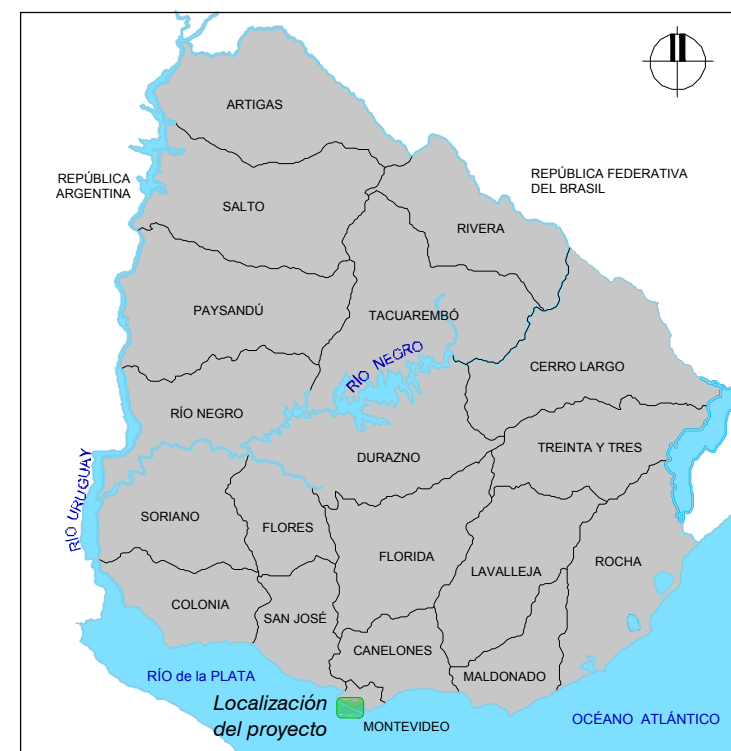 ARTIGAS
REPÚBLICA
ARGENTINA
REPÚBLICA FEDERATIVA
DEL BRASIL
SALTO
RIVERA
PAYSANDÚ
TACUAREMBÓ
RÍO NEGRO
CERRO LARGO
RÍO NEGRO
DURAZNO
TREINTA Y TRES
RÍO URUGUAY
SORIANO
FLORES
FLORIDA
LAVALLEJA
ROCHA
COLONIA
SAN JOSÉ
CANELONES
MALDONADO
RÍO de la PLATA
Localización
del proyecto
MONTEVIDEO
OCÉANO ATLÁNTICO